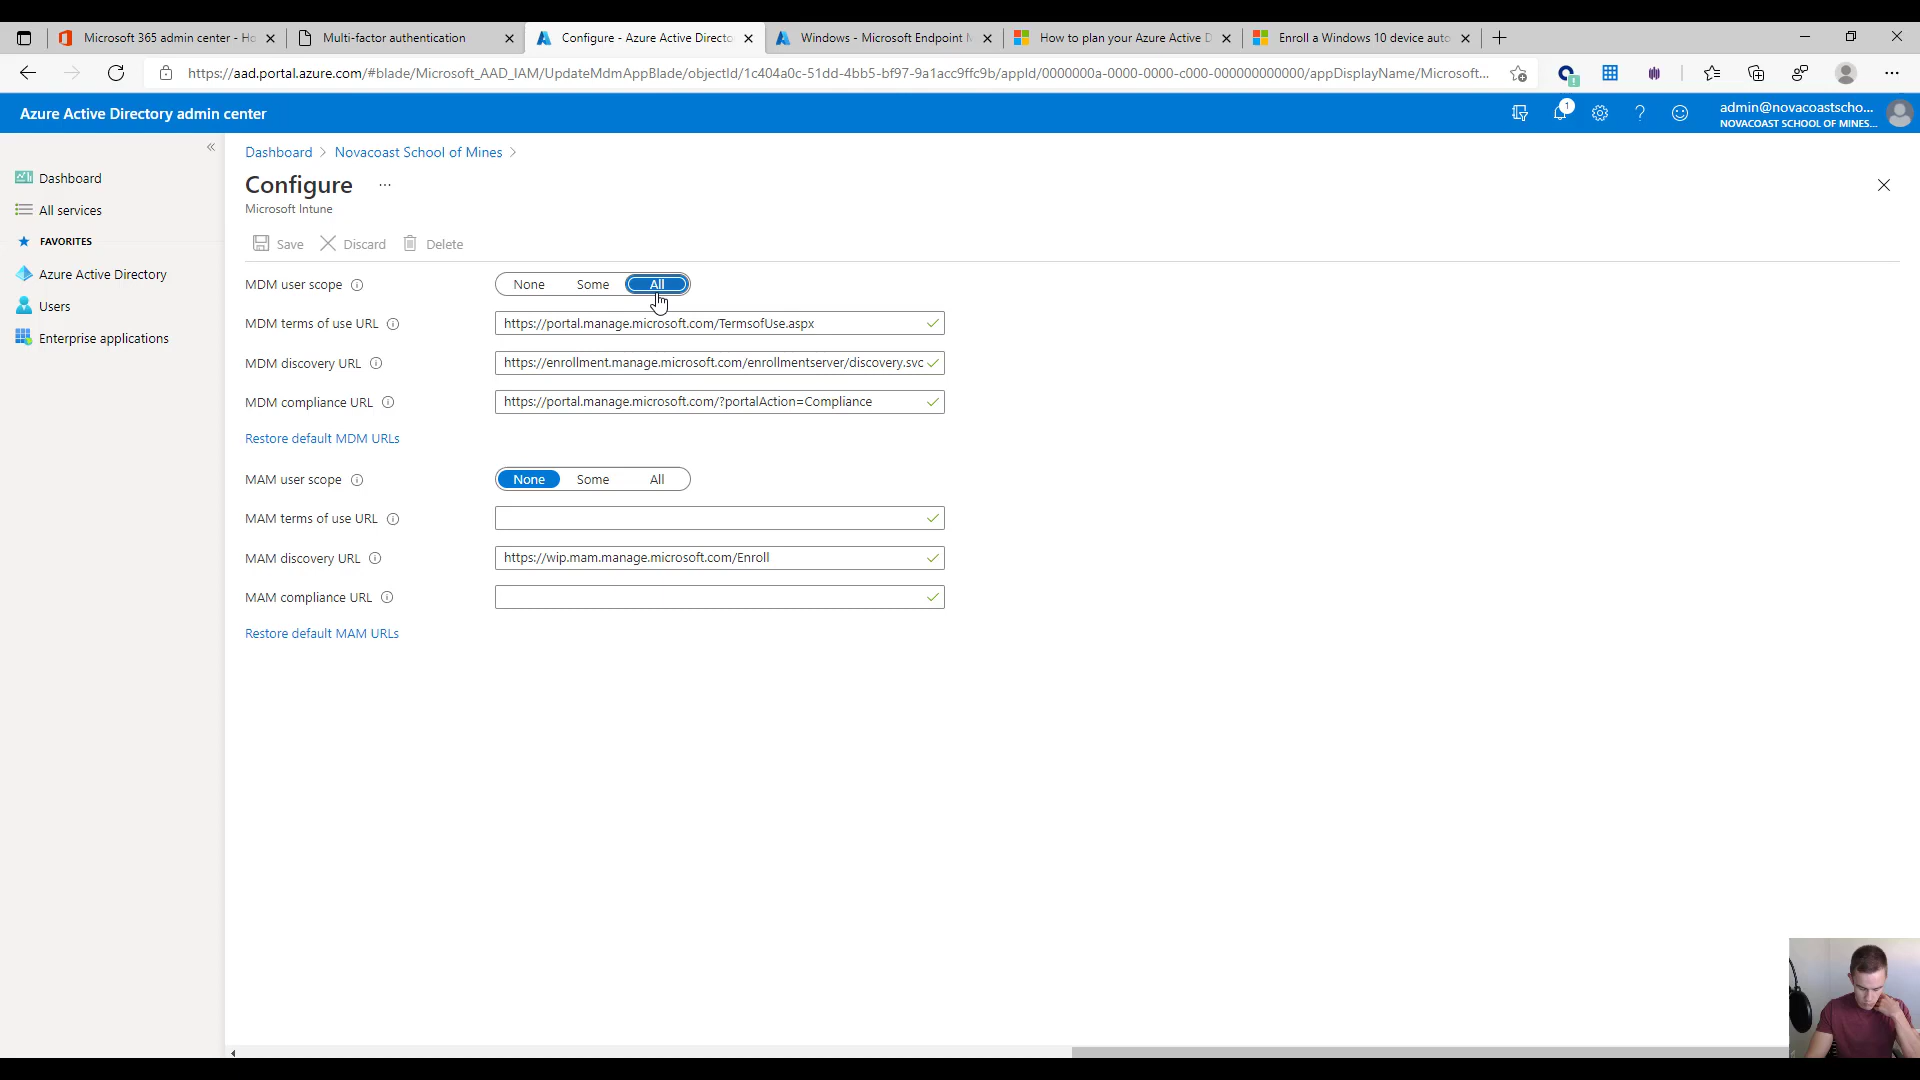 Microsoft 365 admin center - Ho
Multi-factor authentication
Configure - Azure Active Directo
Windows - Microsoft Endpoint M
How to plan your Azure Active D
Enroll a Windows 10 device auto
https://aad.portal.azure.com/#blade/Microsoft_AAD_IAM/UpdateMdmAppBlade/objectId/1c404a0c-51dd-4bb5-bf97-9a1acc9ffc9b/appId/0000000a-0000-0000-c000-000000000000/appDisplayName/Microsoft...
Azure Active Directory admin center
1
admin@novacoastscho...
NOVACOAST SCHOOL OF MINES...
Dashboard
All services
FAVORITES
Azure Active Directory
Users
Enterprise applications
Dashboard > Novacoast School of Mines >
Configure ...
Microsoft Intune
Save Discard Delete
MDM user scope None Some All
MDM terms of use URL https://portal.manage.microsoft.com/TermsofUse.aspx
MDM discovery URL https://enrollment.manage.microsoft.com/enrollmentserver/discovery.svc
MDM compliance URL https://portal.manage.microsoft.com/?portalAction=Compliance
Restore default MDM URLs
MAM user scope None Some All
MAM terms of use URL
MAM discovery URL https://wip.mam.manage.microsoft.com/Enroll
MAM compliance URL
Restore default MAM URLs